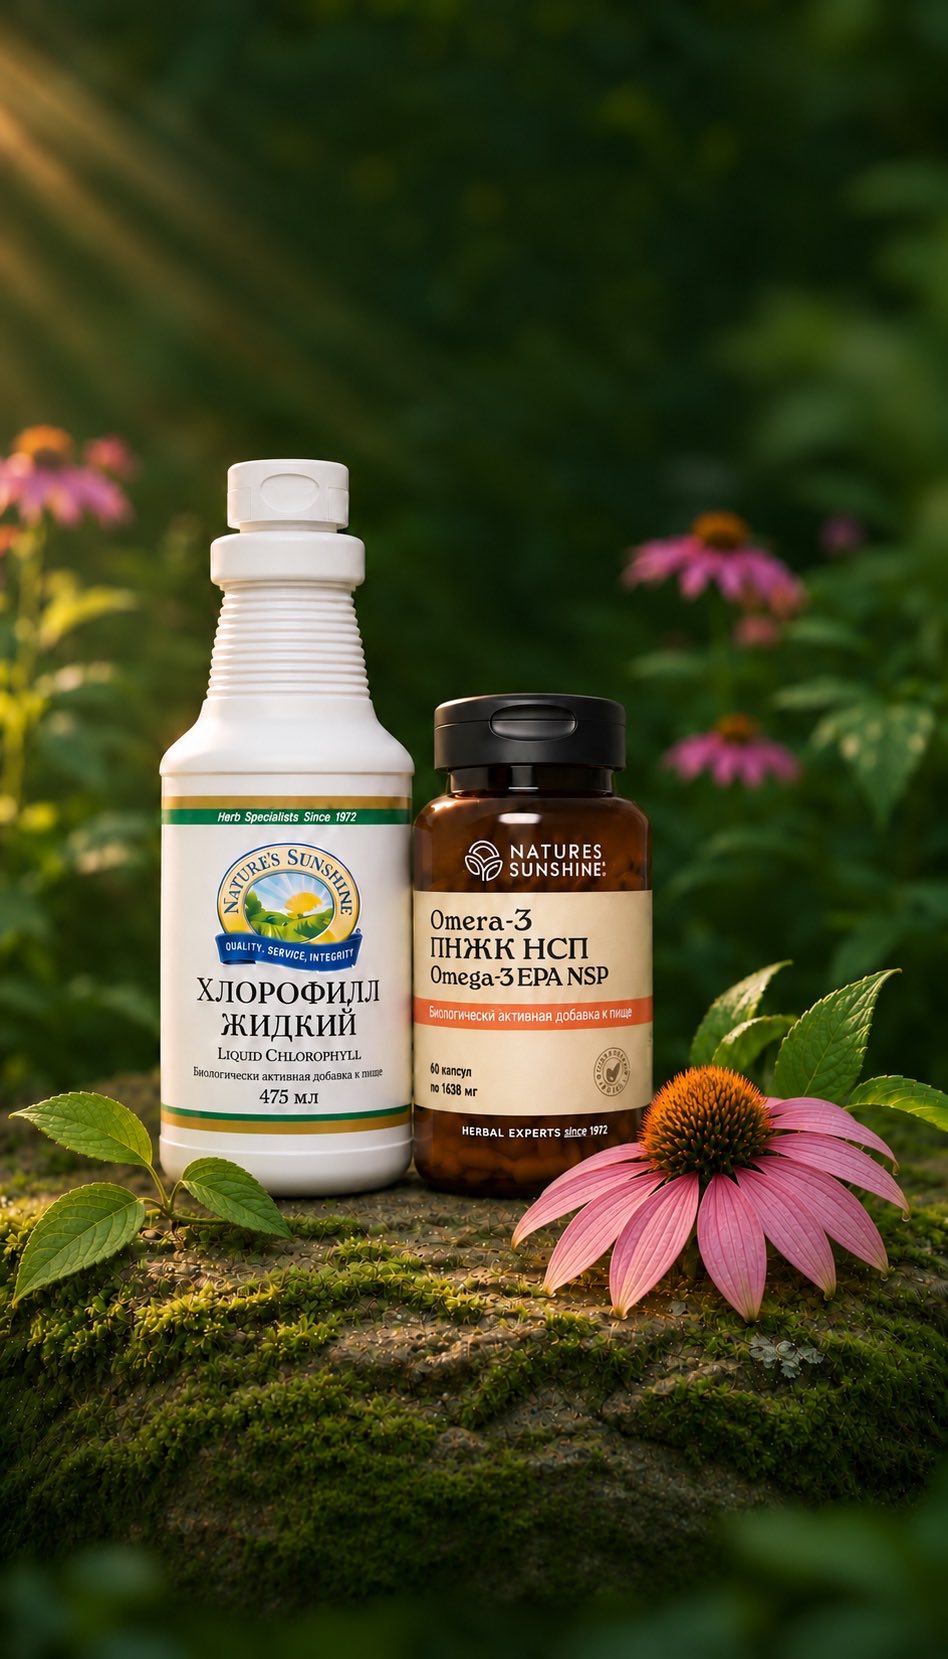 Herb Specialists Since 1972
NATURE'S SUNSHINE
QUALITY, SERVICE, INTEGRITY
ХЛОРОФИЛЛ
ЖИДКИЙ
LIQUID CHLOROPHYLL
Биологически активная добавка к пище
475 мл
NATURES
SUNSHINE®
Омега-3
ПНЖК НСП
Omega-3 EPA NSP
Биологически активная добавка к пище
60 капсул
по 1638 мг
HERBAL EXPERTS since 1972